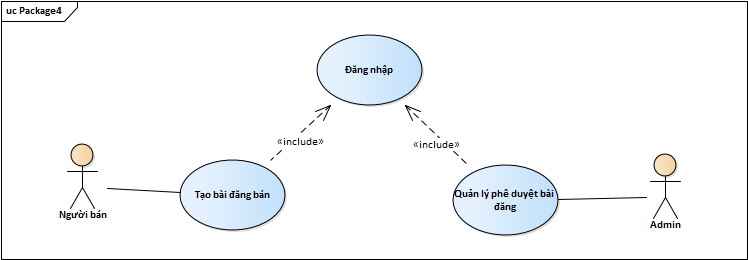 uc Package4
Đăng nhập
«include»
«include»
Tạo bài đăng bán
Quản lý phê duyệt bài
đăng
Người bán
Admin